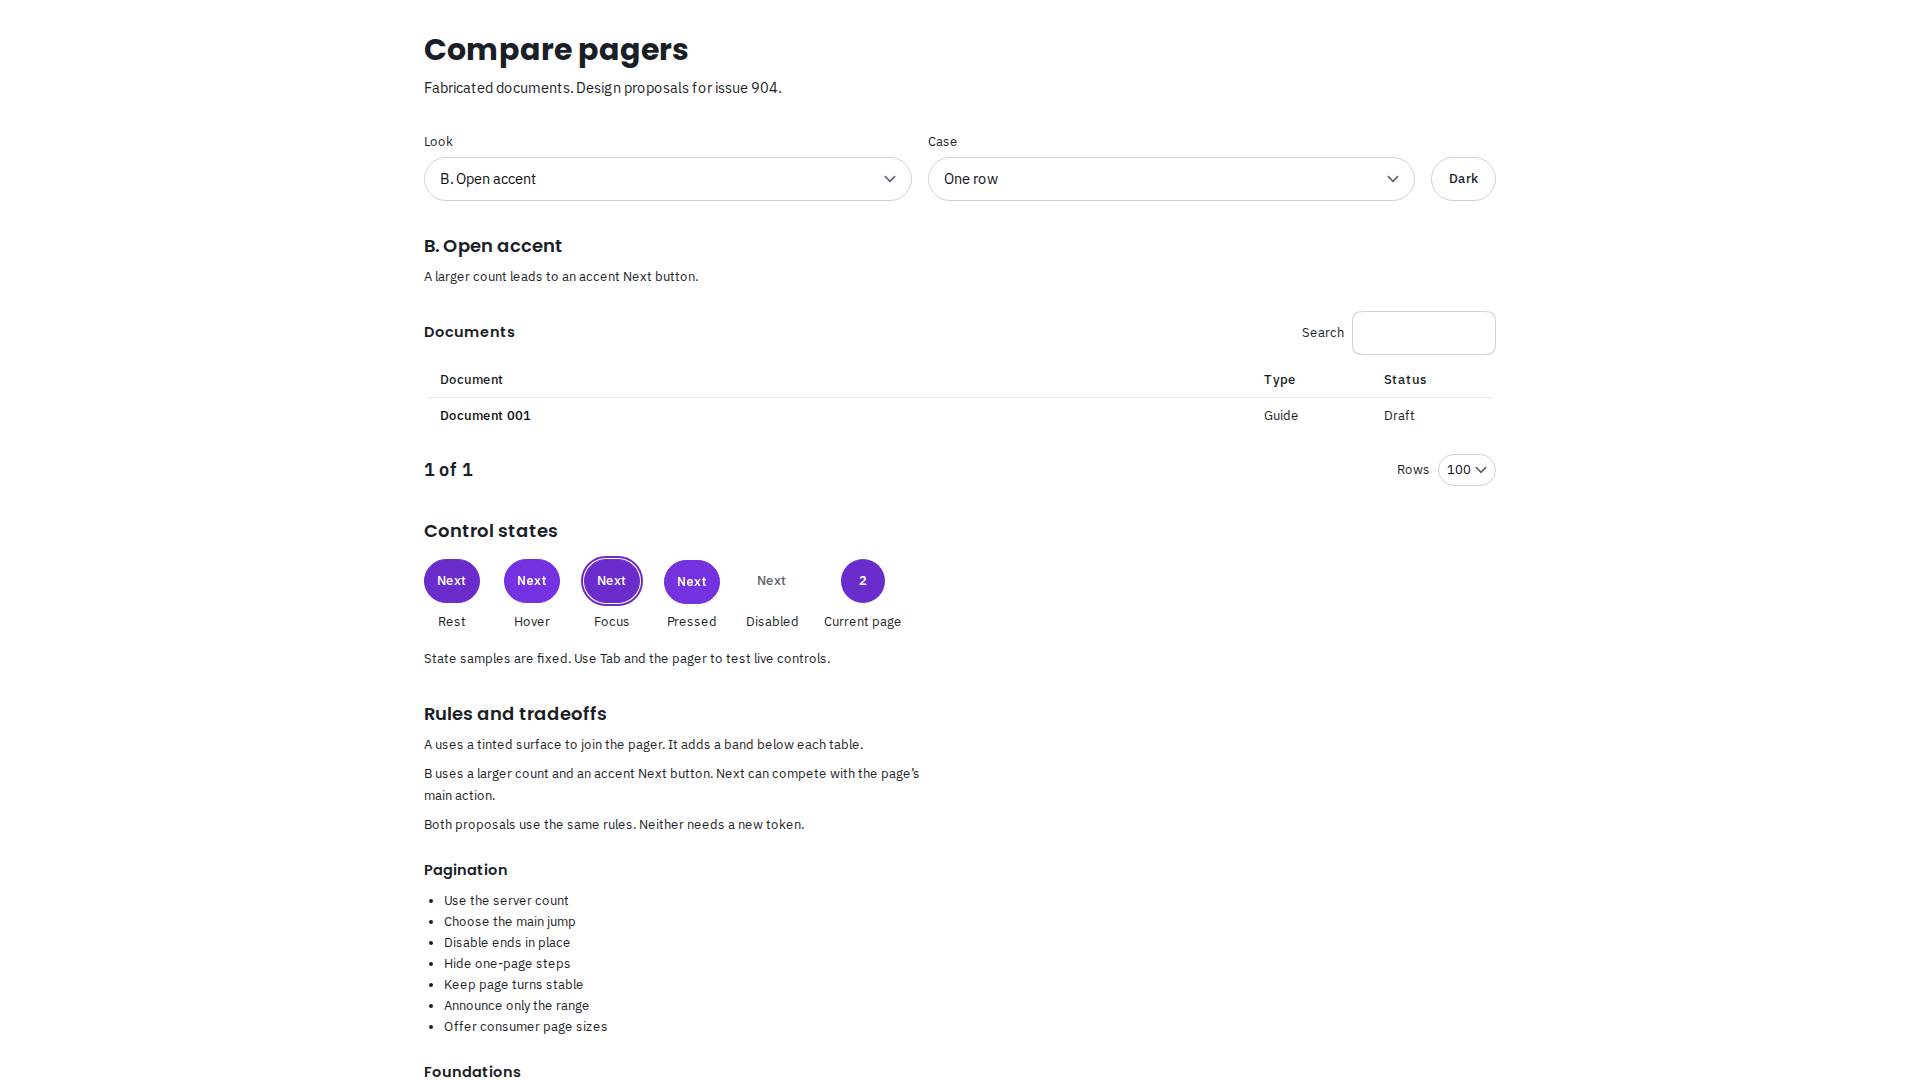 Compare pagers
Fabricated documents. Design proposals for issue 904.
Look
Case
B. Open accent
One row
Dark
B. Open accent
A larger count leads to an accent Next button.
Documents
Search
Document Type Status
Document 001 Guide Draft
1 of 1
Rows 100
Control states
Next Next Next Next Next 2
Rest Hover Focus Pressed Disabled Current page
State samples are fixed. Use Tab and the pager to test live controls.
Rules and tradeoffs
A uses a tinted surface to join the pager. It adds a band below each table.
B uses a larger count and an accent Next button. Next can compete with the page’s
main action.
Both proposals use the same rules. Neither needs a new token.
Pagination
• Use the server count
• Choose the main jump
• Disable ends in place
• Hide one-page steps
• Keep page turns stable
• Announce only the range
• Offer consumer page sizes
Foundations